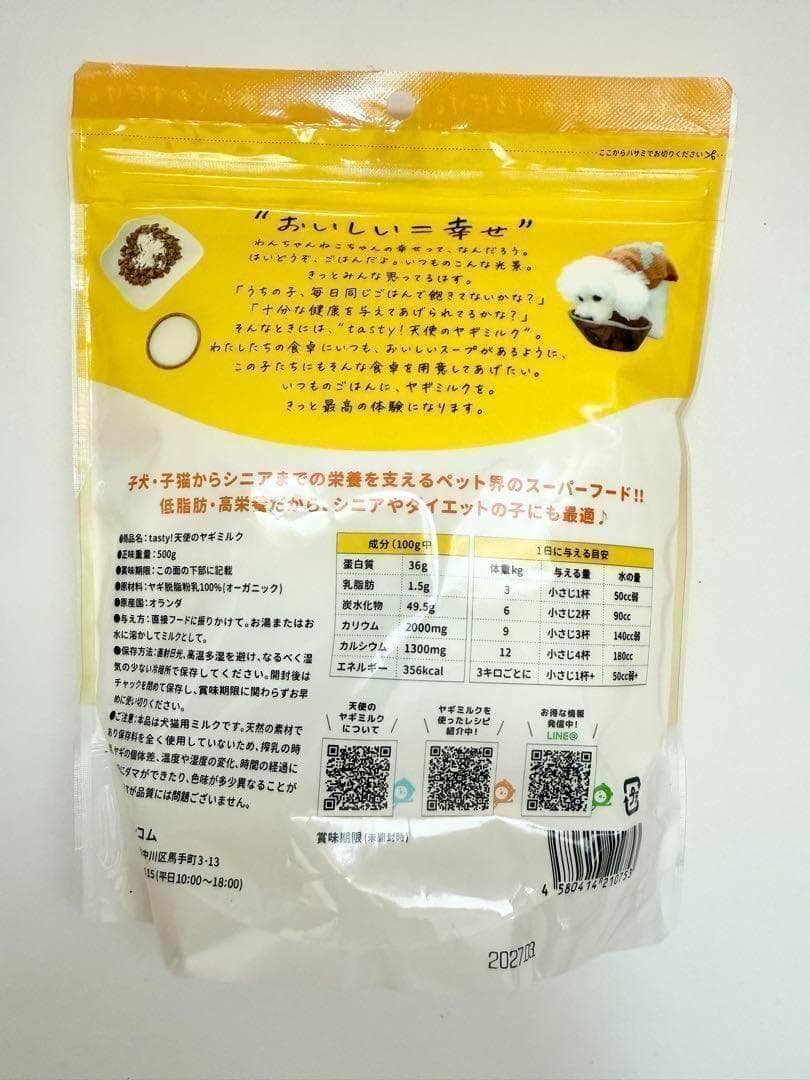 ここからハサミでお切りください
"おいしい＝幸せ"
わんちゃんねこちゃんの幸せって、なんだろう。
はいどうぞ、ごはんだよ。いつものこんな光景。
きっとみんな思ってるはず。
「うちの子、毎日同じごはんで飽きてないかな？」
「十分な健康を与えてあげられてるかな？」
そんなときには、"tasty！天使のヤギミルク"。
わたしたちの食卓にいつも、おいしいスープがあるように、
この子たちにもそんな食卓を用意してあげたい。
いつものごはんに、ヤギミルクを。
きっと最高の体験になります。
子犬・子猫からシニアまでの栄養を支えるペット界のスーパーフード!!
低脂肪・高栄養だから、シニアやダイエットの子にも最適♪
●商品名：tasty!天使のヤギミルク
●正味重量：500g
●賞味期限：この面の下部に記載
●原材料：ヤギ脱脂粉乳100%(オーガニック)
●原産国：オランダ
●与え方：直接フードに振りかけて。お湯またはお
水に溶かしてミルクとして。
●保存方法：直射日光、高温多湿を避け、なるべく湿
気の少ない冷暗所で保存してください。開封後は
チャックを閉めて保存し、賞味期限に関わらずお早
めに使い切りください。
●ご注意：本品は犬猫用ミルクです。天然の素材で
あり保存料を全く使用していないため、搾乳の時
ヤギの個体差、温度や湿度の変化、時間の経過に
にダマができたり、色味が多少異なることが
すが品質には問題ございません。
コム
中川区馬手町3-13
15 (平日10:00〜18:00)
成分（100g中
蛋白質 36g
乳脂肪 1.5g
炭水化物 49.5g
カリウム 2000mg
カルシウム 1300mg
エネルギー 356kcal
1日に与える目安
体重kg 与える量 水の量
3 小さじ1杯 50cc弱
6 小さじ2杯 90cc
9 小さじ3杯 140cc弱
12 小さじ4杯 180cc
3キロごとに 小さじ1杯+ 50cc弱+
天使の
ヤギミルク
について
ヤギミルクを
使ったレシピ
紹介中！
お得な情報
発信中！
LINE@
賞味期限（未開封時）
4 580414 210753
2027.03.